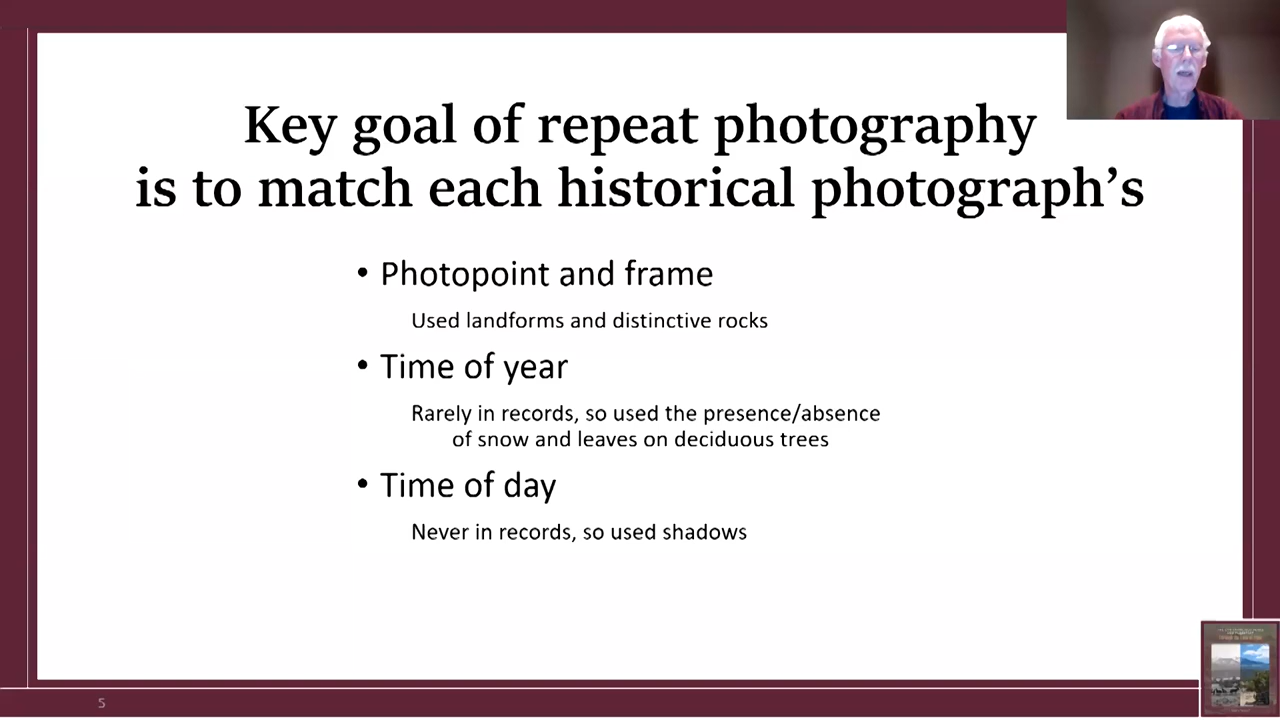 Key goal of repeat photography
is to match each historical photograph’s
• Photopoint and frame
Used landforms and distinctive rocks
• Time of year
Rarely in records, so used the presence/absence
of snow and leaves on deciduous trees
• Time of day
Never in records, so used shadows
5